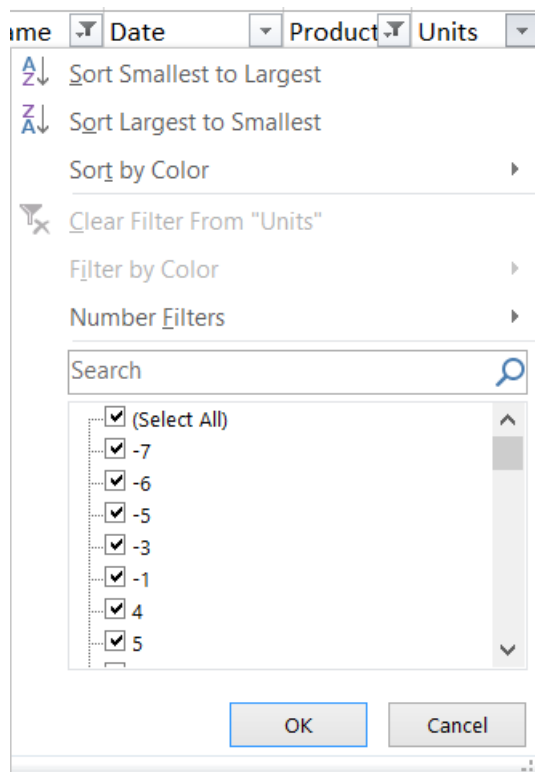 ame Date Product Units
A
Z Sort Smallest to Largest
Z
A Sort Largest to Smallest
Sort by Color
Clear Filter From "Units"
Filter by Color
Number Filters
Search
(Select All)
-7
-6
-5
-3
-1
4
5
OK Cancel